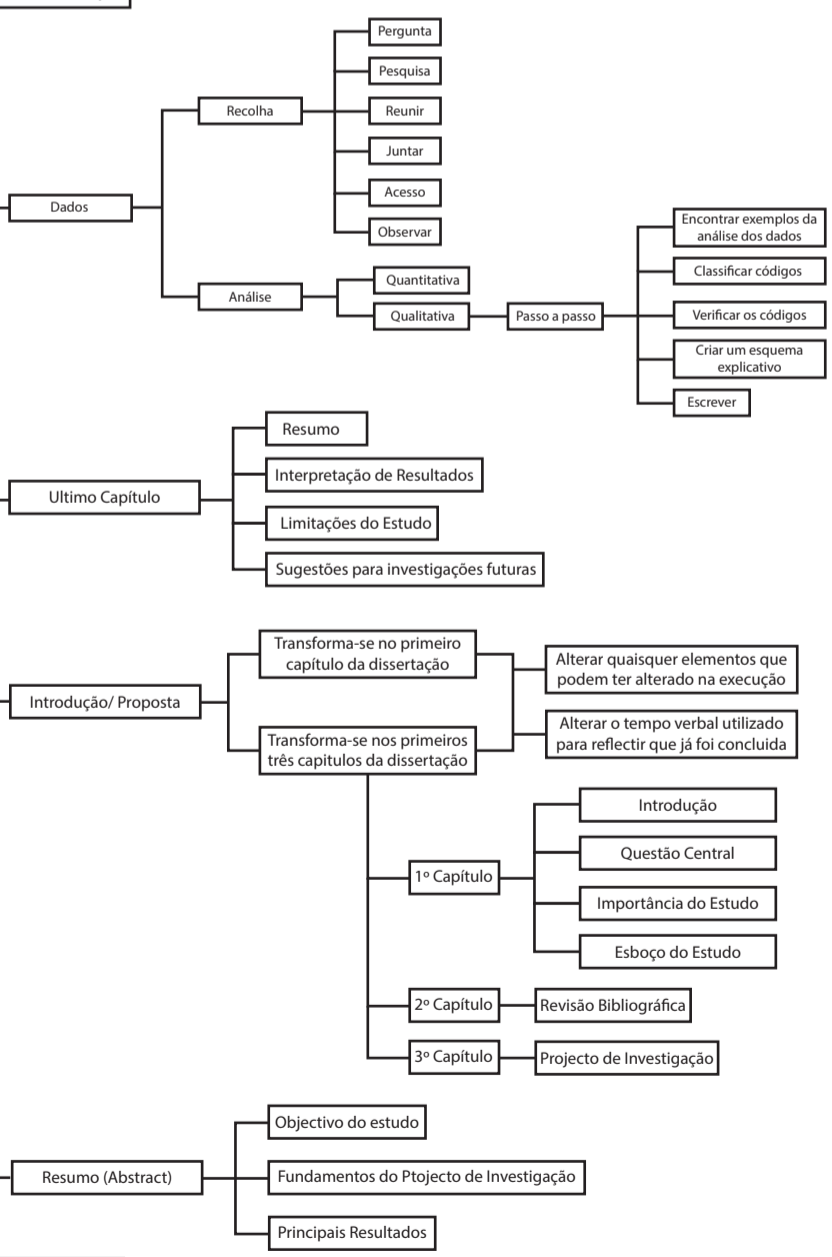 Pergunta
Pesquisa
Recolha
Reunir
Juntar
Acesso
Observar
Dados
Análise
Quantitativa
Qualitativa
Passo a passo
Encontrar exemplos da
análise dos dados
Classificar códigos
Verificar os códigos
Criar um esquema
explicativo
Escrever
Ultimo Capítulo
Resumo
Interpretação de Resultados
Limitações do Estudo
Sugestões para investigações futuras
Introdução/ Proposta
Transforma-se no primeiro
capítulo da dissertação
Transforma-se nos primeiros
três capitulos da dissertação
Alterar quaisquer elementos que
podem ter alterado na execução
Alterar o tempo verbal utilizado
para reflectir que já foi concluida
1º Capítulo
Introdução
Questão Central
Importância do Estudo
Esboço do Estudo
2º Capítulo
Revisão Bibliográfica
3º Capítulo
Projecto de Investigação
Resumo (Abstract)
Objectivo do estudo
Fundamentos do Ptojecto de Investigação
Principais Resultados